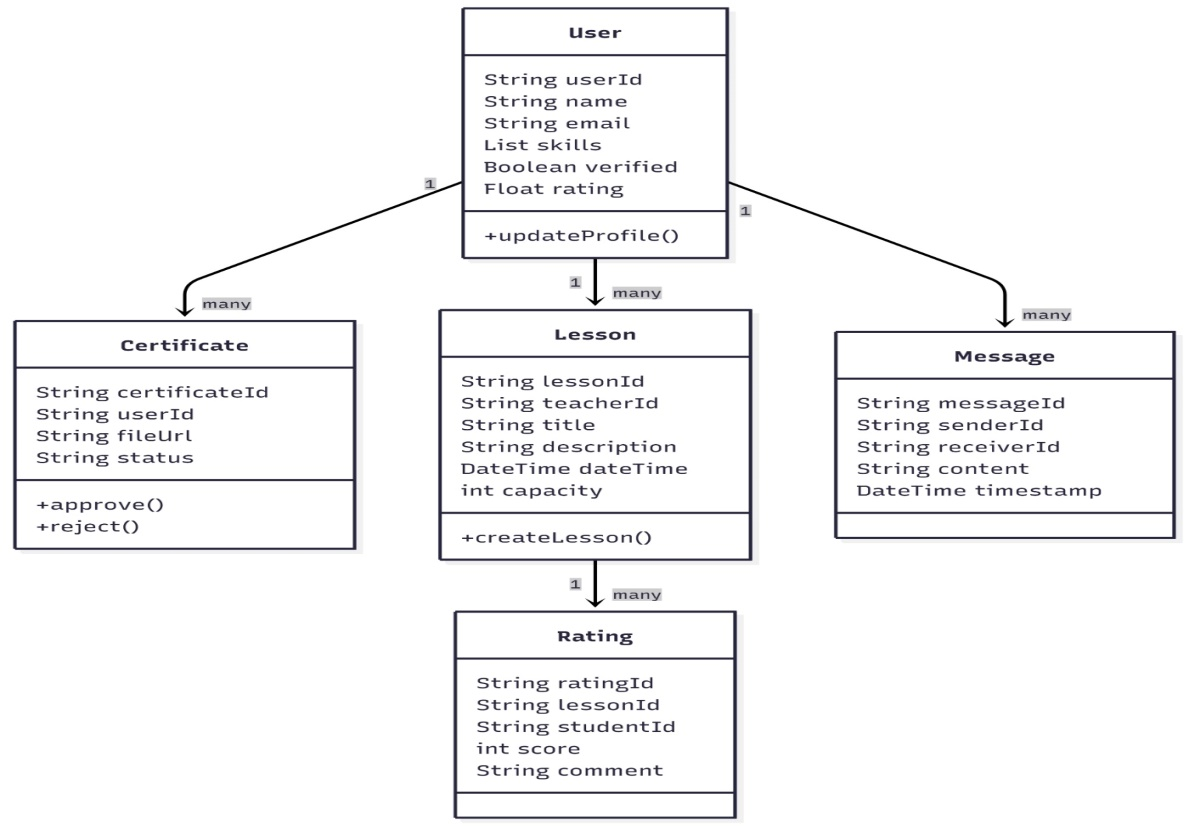 User
String userId
String name
String email
List skills
Boolean verified
Float rating
+updateProfile()
1
many
1
many
1
many
Certificate
String certificateId
String userId
String fileUrl
String status
+approve()
+reject()
Lesson
String lessonId
String teacherId
String title
String description
DateTime dateTime
int capacity
+createLesson()
Message
String messageId
String senderId
String receiverId
String content
DateTime timestamp
1
many
Rating
String ratingId
String lessonId
String studentId
int score
String comment